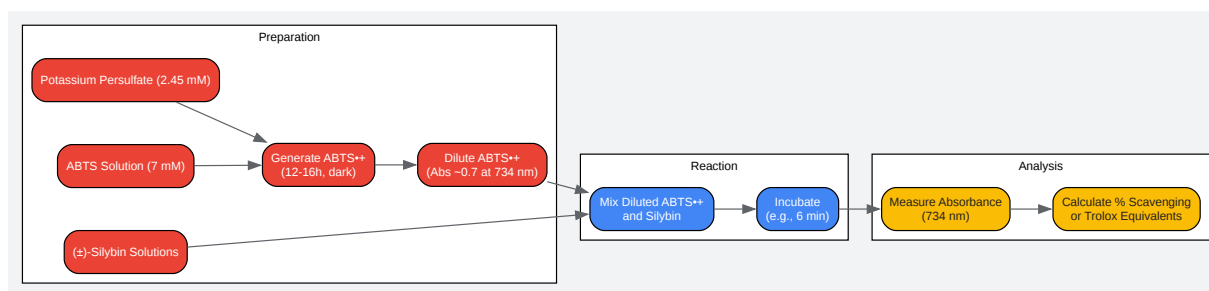 Preparation
Potassium Persulfate (2.45 mM)
ABTS Solution (7 mM)
Generate ABTS•+
(12-16h, dark)
Dilute ABTS•+
(Abs ~0.7 at 734 nm)
(±)-Silybin Solutions
Reaction
Mix Diluted ABTS•+
and Silybin
Incubate
(e.g., 6 min)
Analysis
Measure Absorbance
(734 nm)
Calculate % Scavenging
or Trolox Equivalents